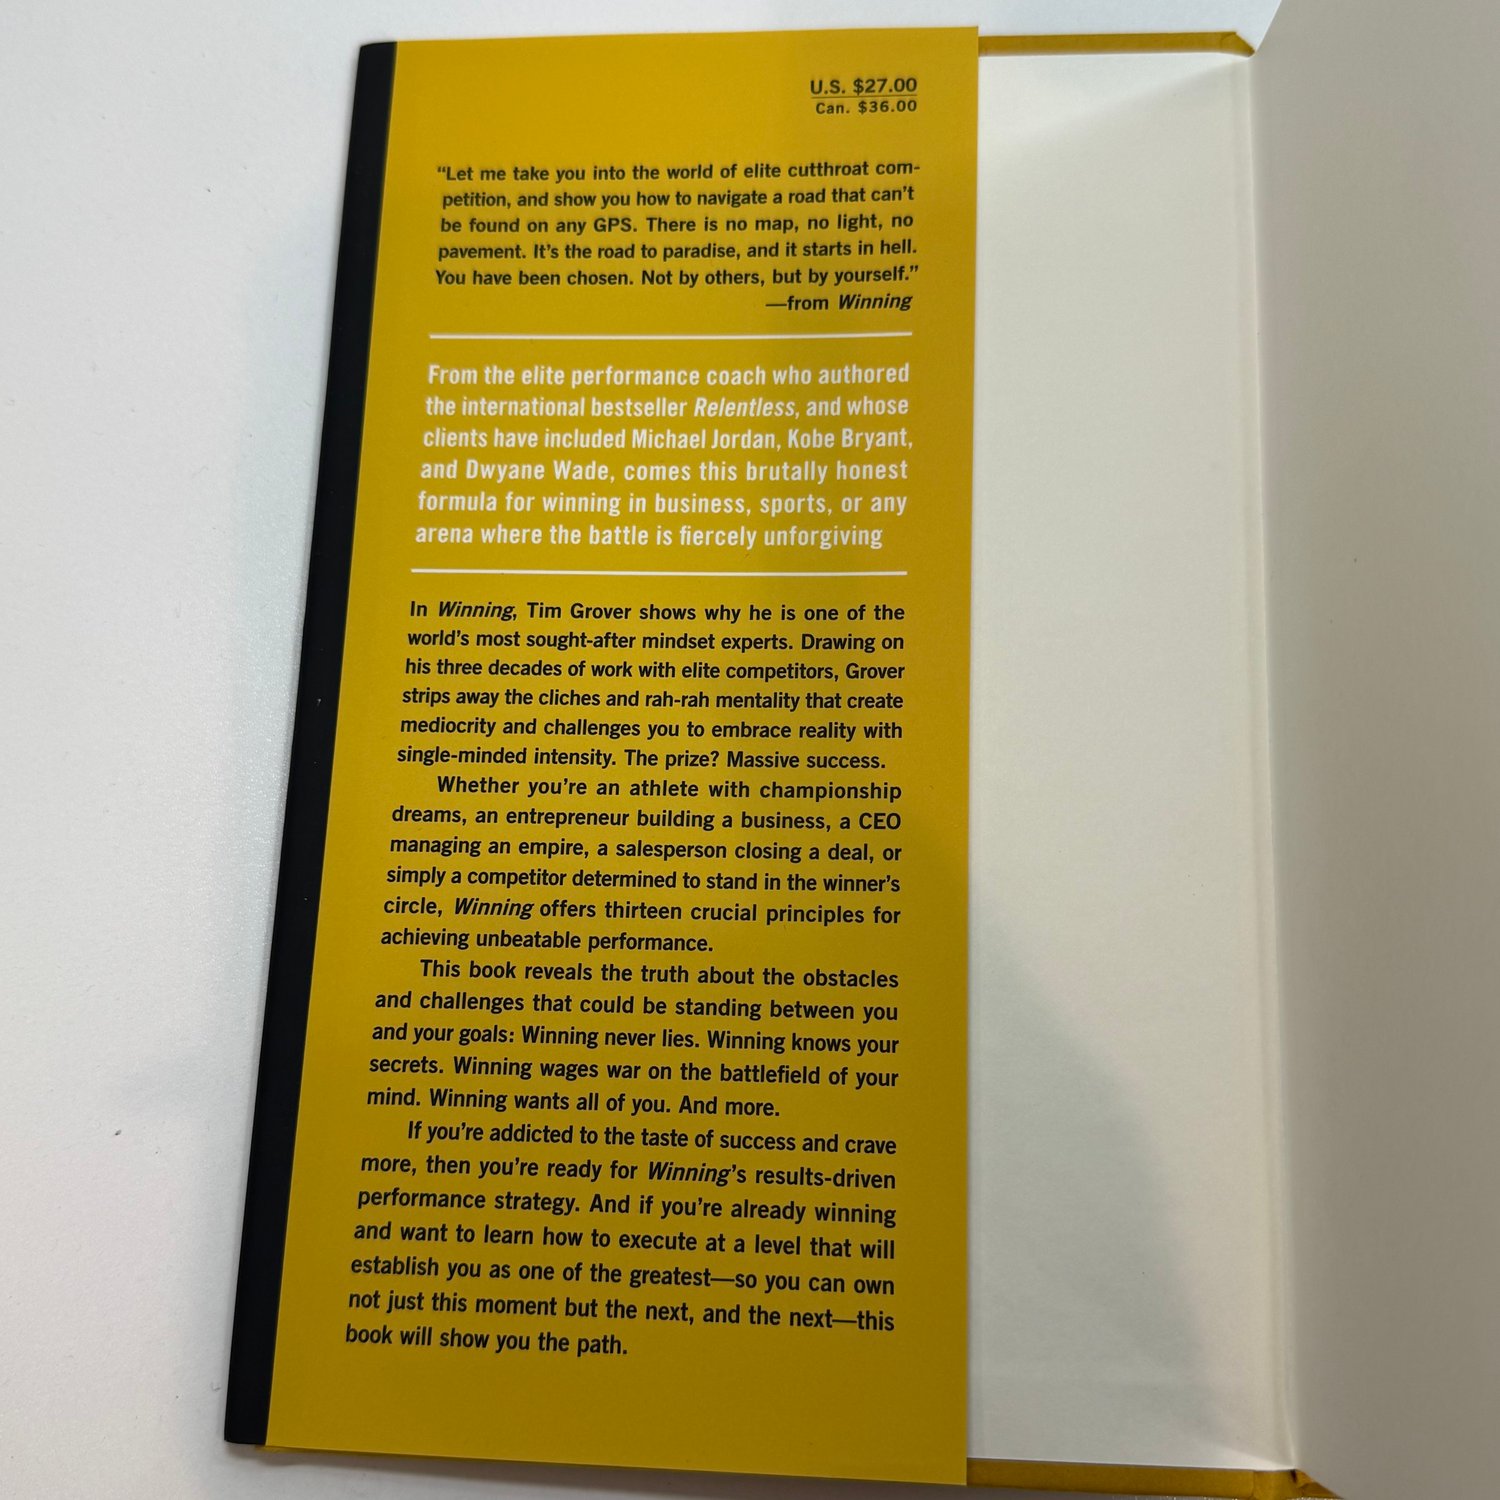 U.S. $27.00
Can. $36.00
“Let me take you into the world of elite cutthroat com-
petition, and show you how to navigate a road that can’t
be found on any GPS. There is no map, no light, no
pavement. It’s the road to paradise, and it starts in hell.
You have been chosen. Not by others, but by yourself.”
—from Winning
From the elite performance coach who authored
the international bestseller Relentless, and whose
clients have included Michael Jordan, Kobe Bryant,
and Dwyane Wade, comes this brutally honest
formula for winning in business, sports, or any
arena where the battle is fiercely unforgiving
In Winning, Tim Grover shows why he is one of the
world’s most sought-after mindset experts. Drawing on
his three decades of work with elite competitors, Grover
strips away the cliches and rah-rah mentality that create
mediocrity and challenges you to embrace reality with
single-minded intensity. The prize? Massive success.
Whether you’re an athlete with championship
dreams, an entrepreneur building a business, a CEO
managing an empire, a salesperson closing a deal, or
simply a competitor determined to stand in the winner’s
circle, Winning offers thirteen crucial principles for
achieving unbeatable performance.
This book reveals the truth about the obstacles
and challenges that could be standing between you
and your goals: Winning never lies. Winning knows your
secrets. Winning wages war on the battlefield of your
mind. Winning wants all of you. And more.
If you’re addicted to the taste of success and crave
more, then you’re ready for Winning’s results-driven
performance strategy. And if you’re already winning
and want to learn how to execute at a level that will
establish you as one of the greatest—so you can own
not just this moment but the next, and the next—this
book will show you the path.